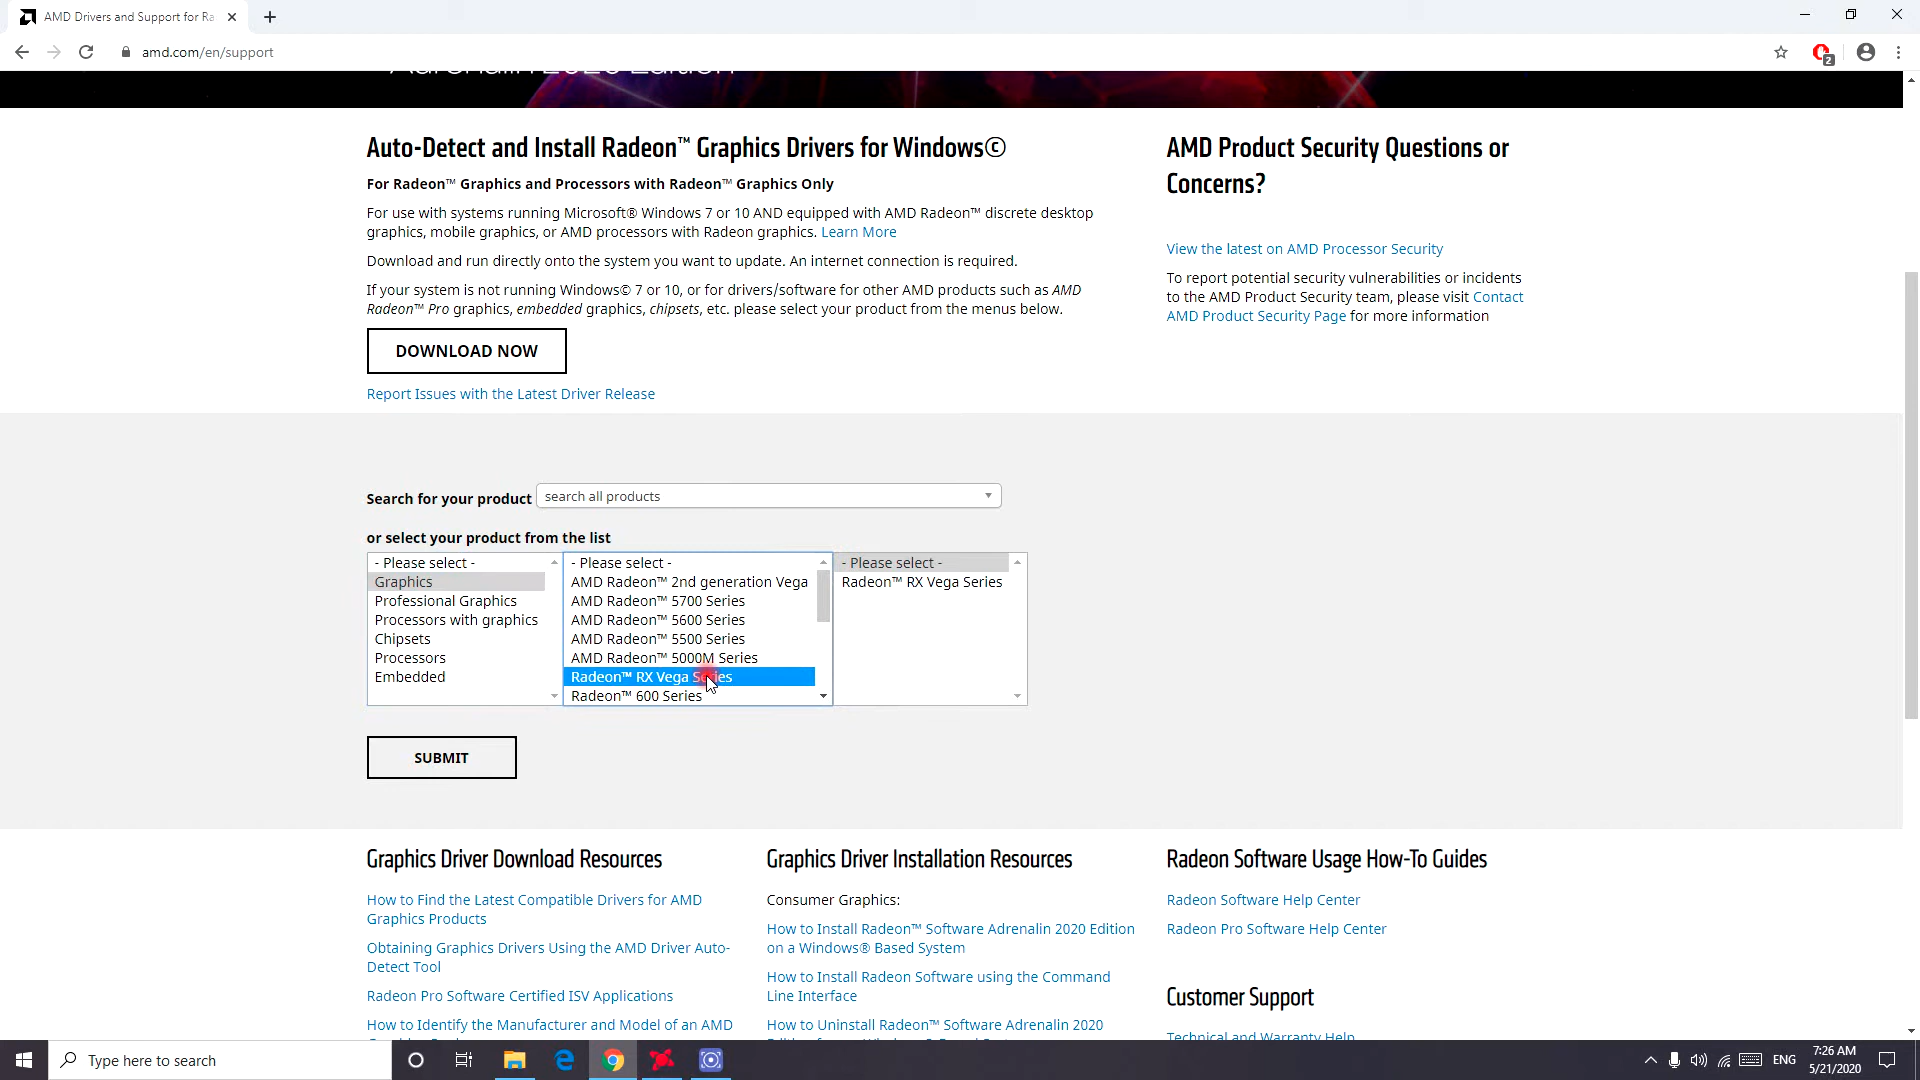 AMD Drivers and Support for Ra
amd.com/en/support
Adrenalin 2020 Edition
Auto-Detect and Install Radeon™ Graphics Drivers for Windows©
For Radeon™ Graphics and Processors with Radeon™ Graphics Only
For use with systems running Microsoft® Windows 7 or 10 AND equipped with AMD Radeon™ discrete desktop
graphics, mobile graphics, or AMD processors with Radeon graphics. Learn More
Download and run directly onto the system you want to update. An internet connection is required.
If your system is not running Windows© 7 or 10, or for drivers/software for other AMD products such as AMD
Radeon™ Pro graphics, embedded graphics, chipsets, etc. please select your product from the menus below.
DOWNLOAD NOW
Report Issues with the Latest Driver Release
AMD Product Security Questions or
Concerns?
View the latest on AMD Processor Security
To report potential security vulnerabilities or incidents
to the AMD Product Security team, please visit Contact
AMD Product Security Page for more information
Search for your product search all products
or select your product from the list
- Please select -
Graphics
Professional Graphics
Processors with graphics
Chipsets
Processors
Embedded
- Please select -
AMD Radeon™ 2nd generation Vega
AMD Radeon™ 5700 Series
AMD Radeon™ 5600 Series
AMD Radeon™ 5500 Series
AMD Radeon™ 5000M Series
Radeon™ RX Vega Series
Radeon™ 600 Series
- Please select -
Radeon™ RX Vega Series
SUBMIT
Graphics Driver Download Resources
How to Find the Latest Compatible Drivers for AMD
Graphics Products
Obtaining Graphics Drivers Using the AMD Driver Auto-
Detect Tool
Radeon Pro Software Certified ISV Applications
How to Identify the Manufacturer and Model of an AMD
Graphics Driver Installation Resources
Consumer Graphics:
How to Install Radeon™ Software Adrenalin 2020 Edition
on a Windows® Based System
How to Install Radeon Software using the Command
Line Interface
How to Uninstall Radeon™ Software Adrenalin 2020
Radeon Software Usage How-To Guides
Radeon Software Help Center
Radeon Pro Software Help Center
Customer Support
Technical and Warranty Help
2
Type here to search
ENG
7:26 AM
5/21/2020